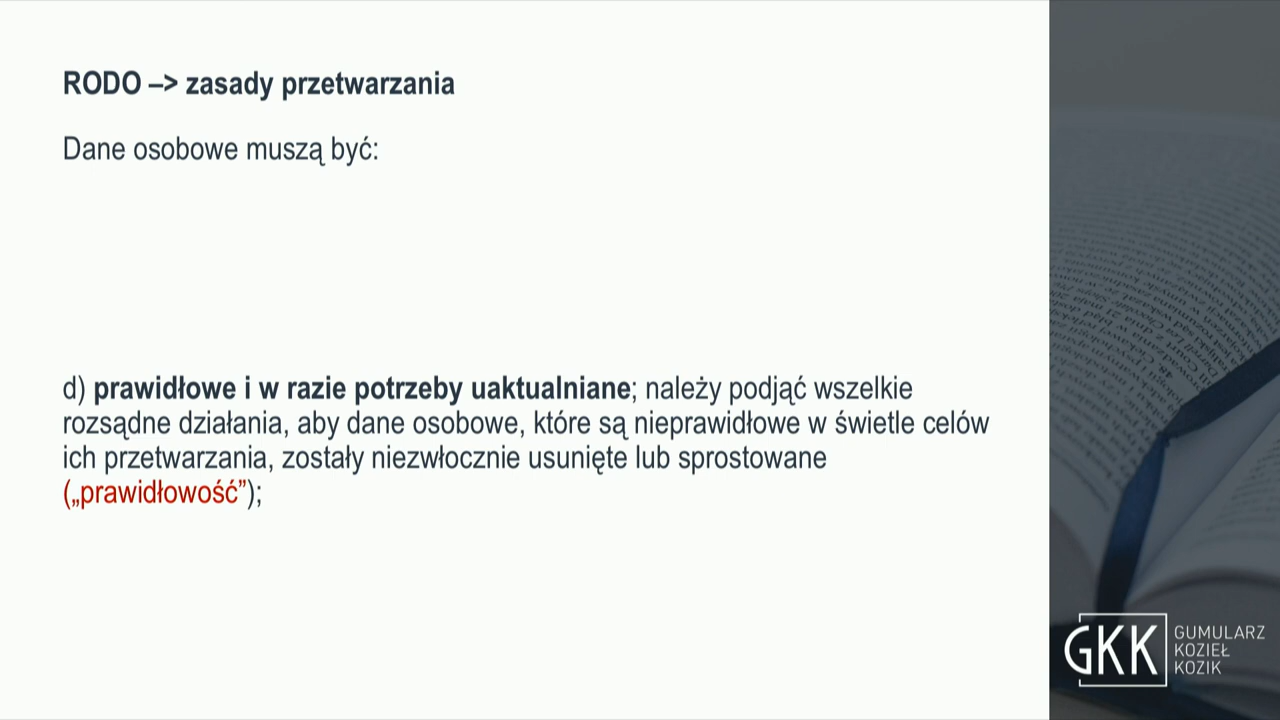 RODO –> zasady przetwarzania
Dane osobowe muszą być:
d) prawidłowe i w razie potrzeby uaktualniane; należy podjąć wszelkie
rozsądne działania, aby dane osobowe, które są nieprawidłowe w świetle celów
ich przetwarzania, zostały niezwłocznie usunięte lub sprostowane
(„prawidłowość”);
GKK
GUMULARZ
KOZIEŁ
KOZIK